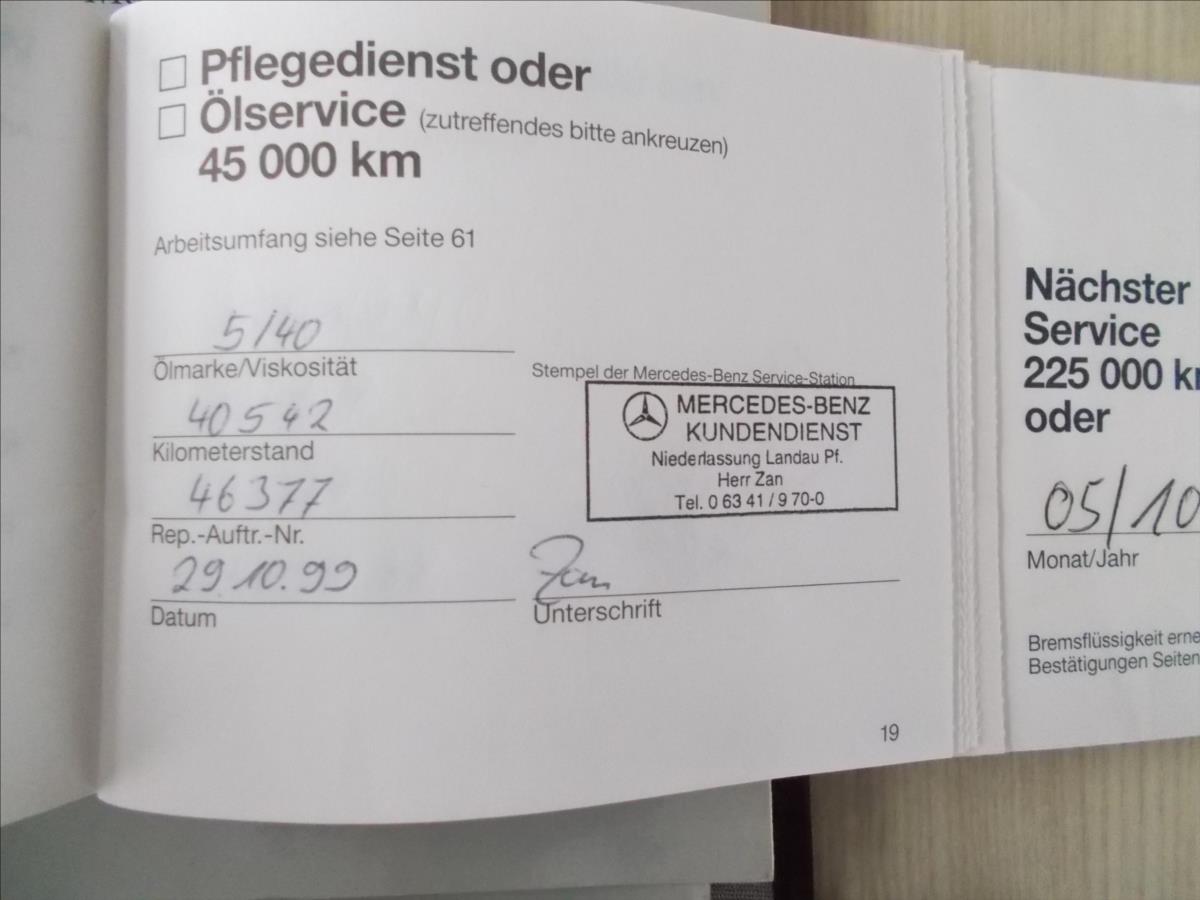 Pflegedienst oder
Ölservice (zutreffendes bitte ankreuzen)
45 000 km
Arbeitsumfang siehe Seite 61
5/40
Ölmarke/Viskosität
40542
Kilometerstand
46377
Rep.-Auftr.-Nr.
29.10.99
Datum
Stempel der Mercedes-Benz Service-Station
MERCEDES-BENZ
KUNDENDIENST
Niederlassung Landau Pf.
Herr Zan
Tel. 0 63 41 / 9 70-0
Zan
Unterschrift
19
Nächster
Service
225 000 km
oder
05/10
Monat/Jahr
Bremsflüssigkeit erne
Bestätigungen Seiten